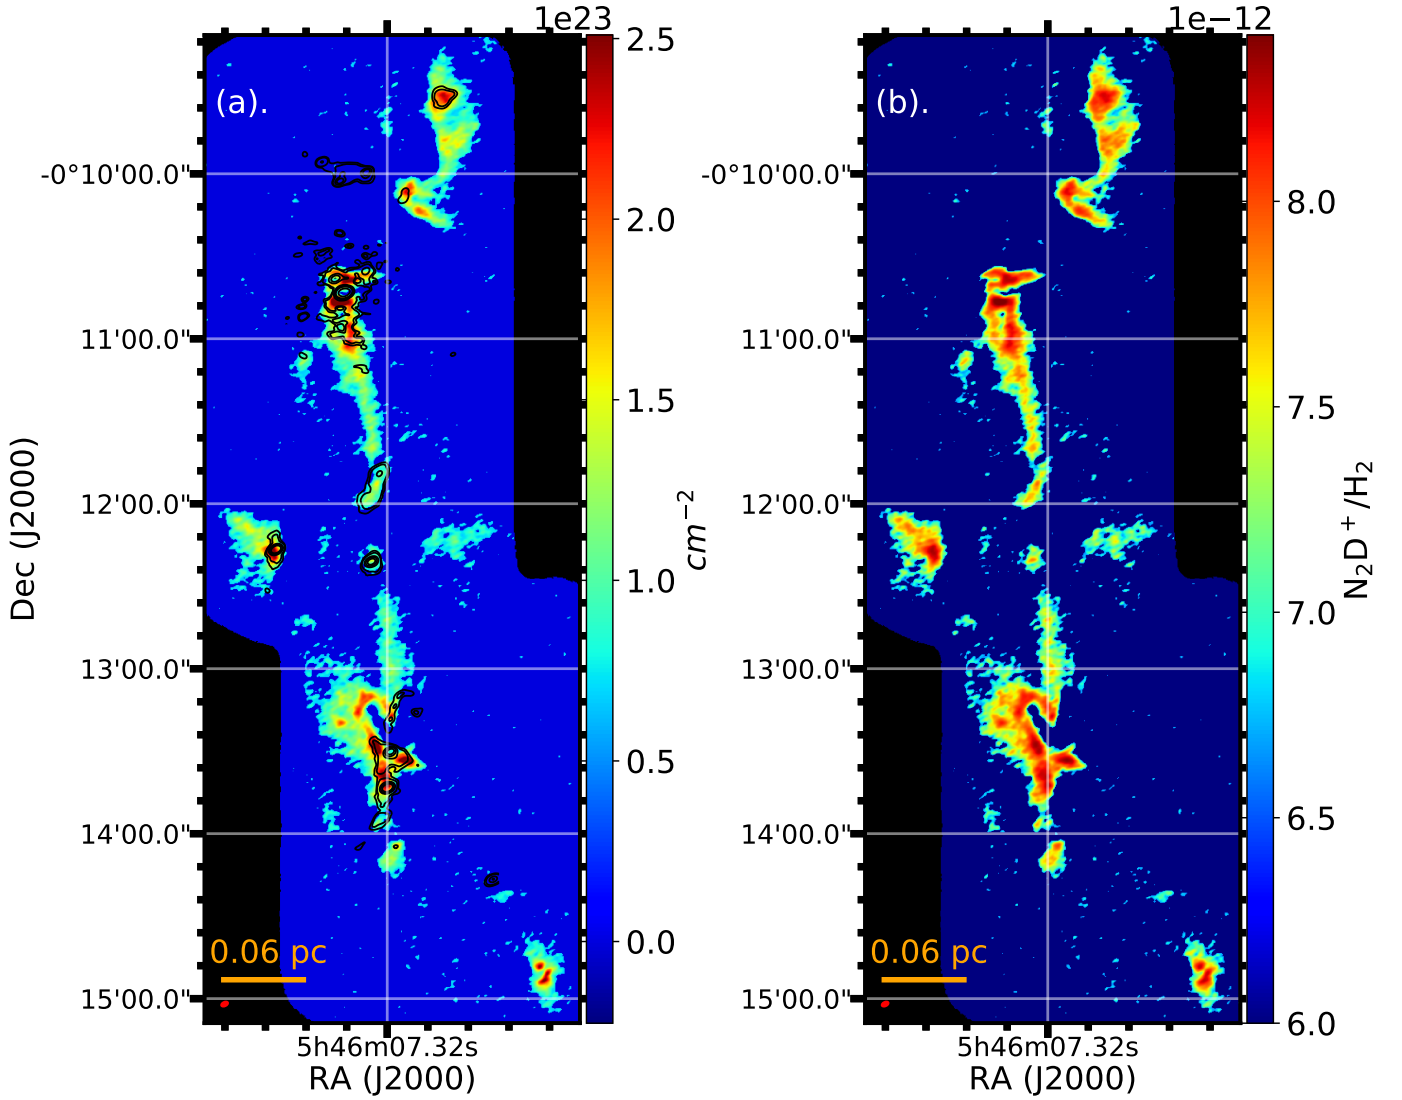 1e23
1e−12
(a).
(b).
2.5
2.0
1.5
1.0
0.5
0.0
cm⁻²
8.0
7.5
7.0
6.5
6.0
N₂D⁺/H₂
Dec (J2000)
-0°10'00.0"
11'00.0"
12'00.0"
13'00.0"
14'00.0"
15'00.0"
-0°10'00.0"
11'00.0"
12'00.0"
13'00.0"
14'00.0"
15'00.0"
0.06 pc
0.06 pc
5h46m07.32s
5h46m07.32s
RA (J2000)
RA (J2000)